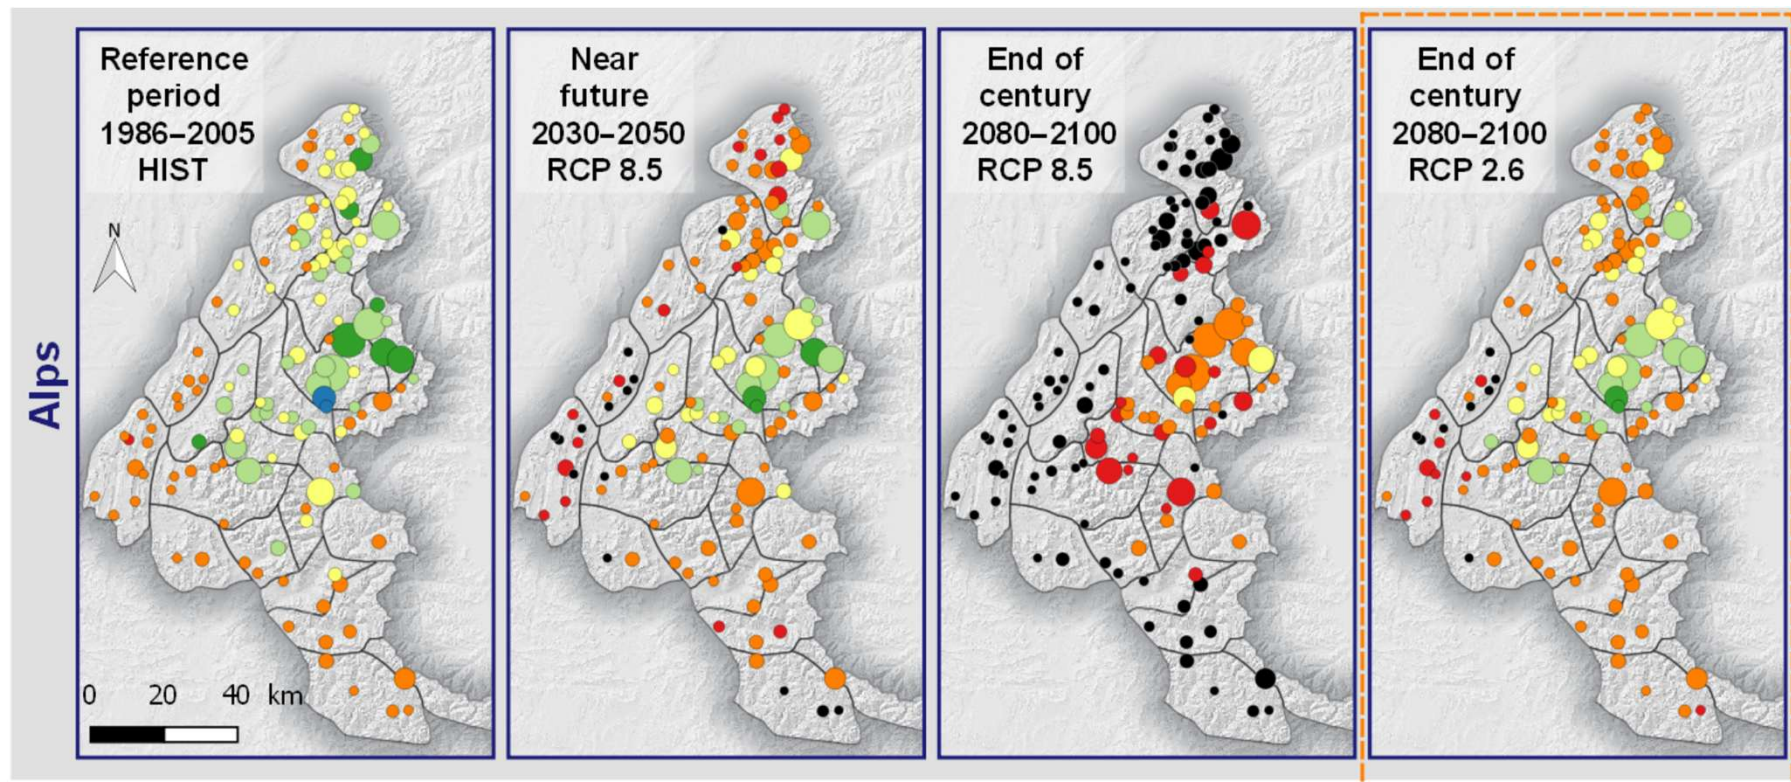 Alps
Reference
period
1986–2005
HIST
N
0 20 40 km
Near
future
2030–2050
RCP 8.5
End of
century
2080–2100
RCP 8.5
End of
century
2080–2100
RCP 2.6